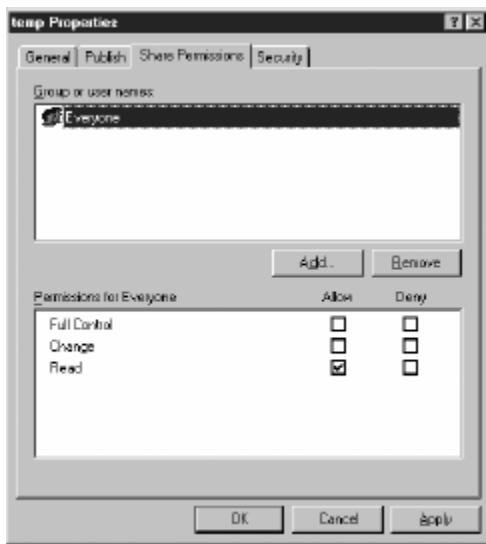 temp Properties
General Publish Share Permissions Security
Group or user names:
Everyone
Add... Remove
Permissions for Everyone Allow Deny
Full Control
Change
Read
OK Cancel Apply